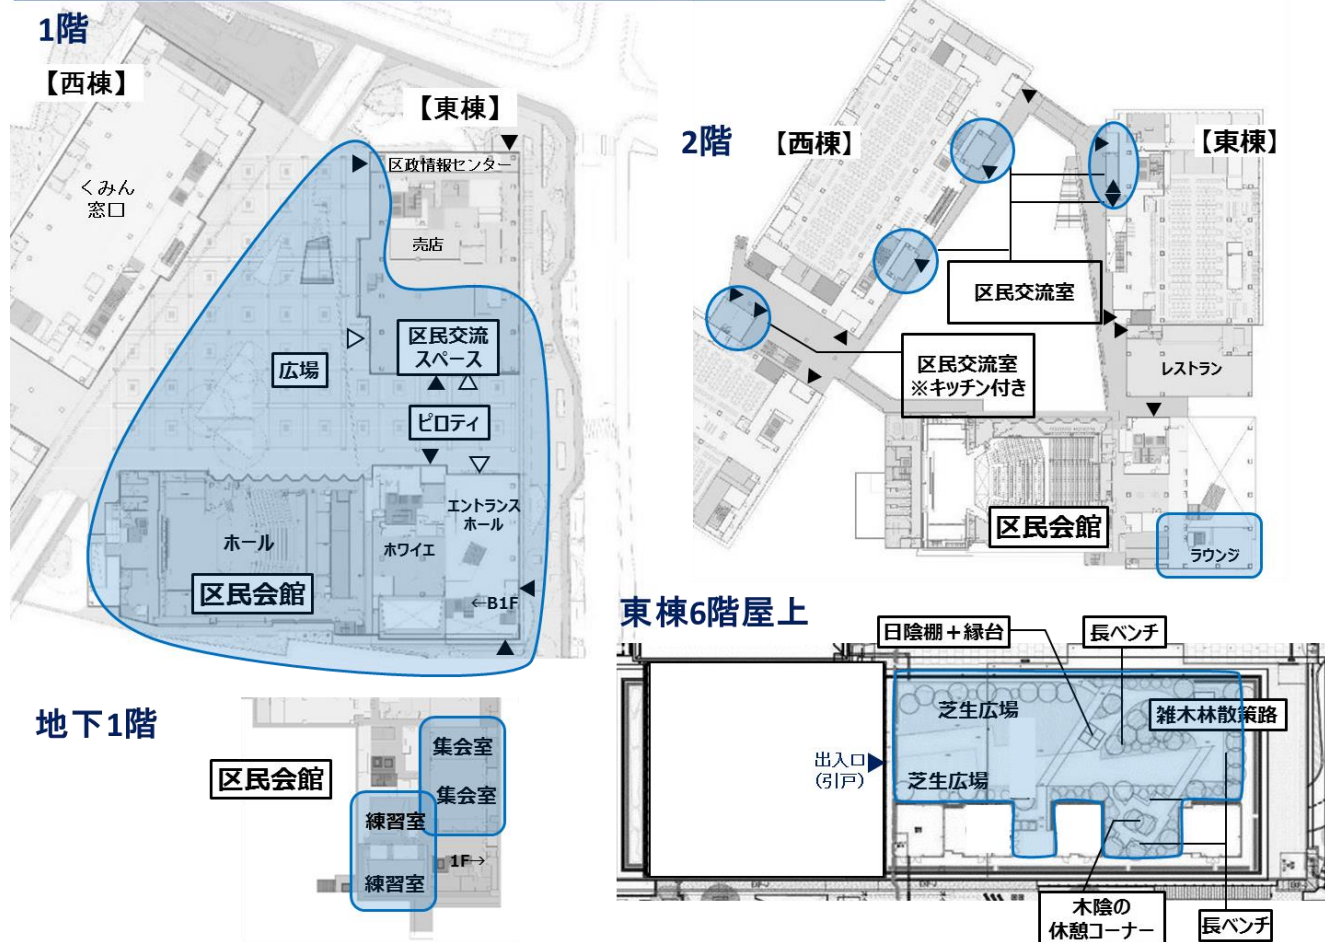 1階
【西棟】
【東棟】
区政情報センター
くみん
窓口
売店
区民交流
スペース
広場
ピロティ
エントランス
ホール
ホール
ホワイエ
区民会館
←B1F
2階
【西棟】
【東棟】
区民交流室
区民交流室
※キッチン付き
レストラン
区民会館
ラウンジ
地下1階
区民会館
集会室
集会室
練習室
1F→
練習室
東棟6階屋上
日陰棚+縁台
長ベンチ
芝生広場
雑木林散策路
出入口
(引戸)
芝生広場
木陰の
休憩コーナー
長ベンチ